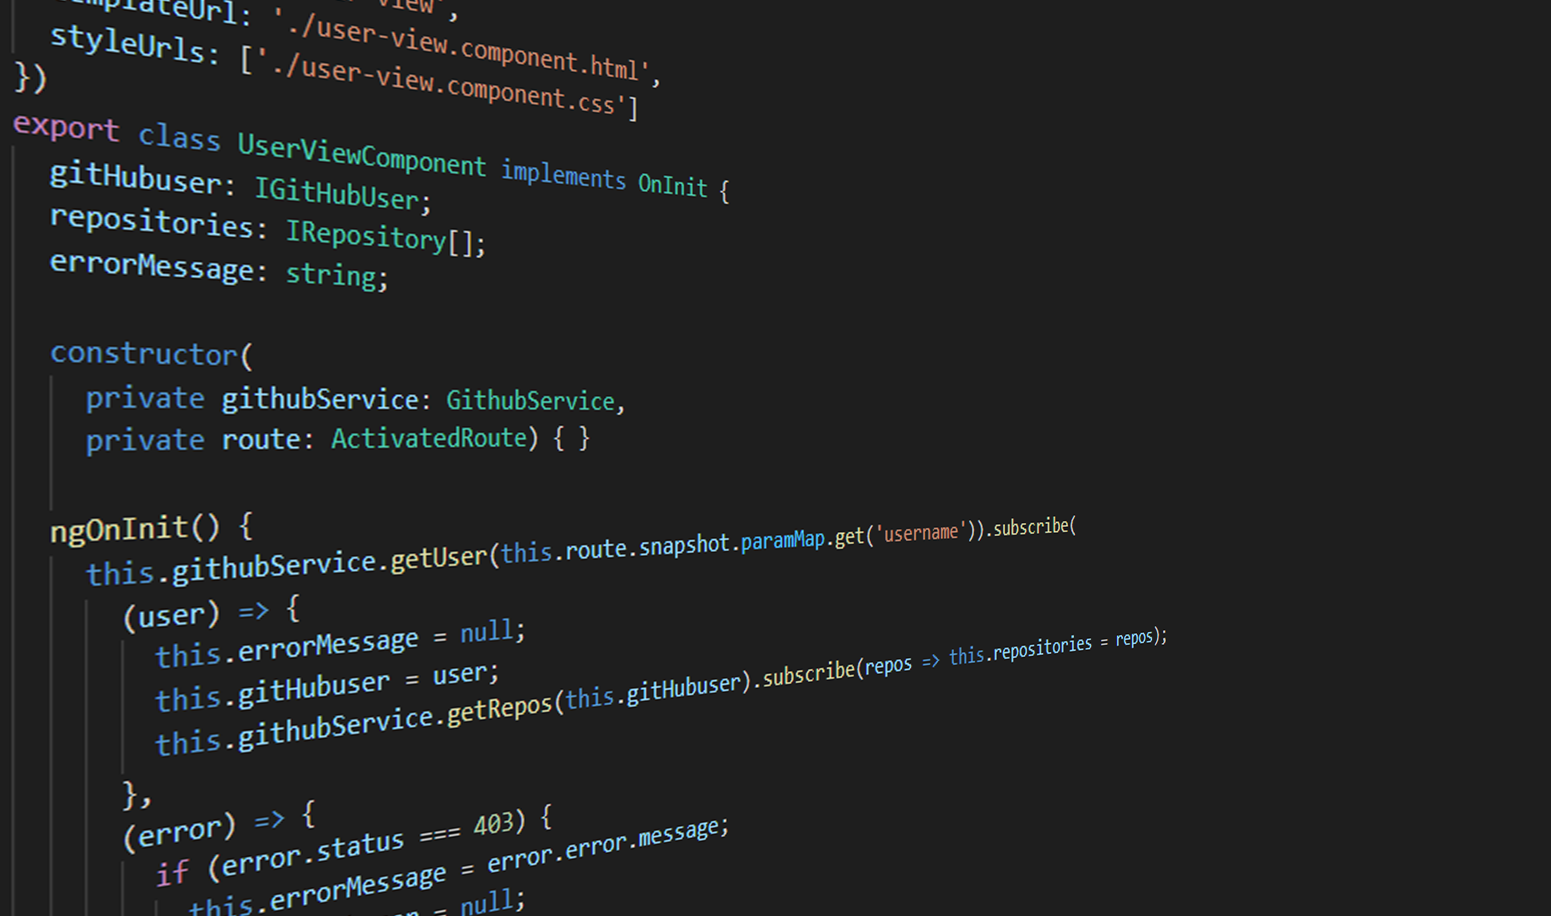 templateUrl: './user-view.component.html',
styleUrls: ['./user-view.component.css']
})
export class UserViewComponent implements OnInit {
gitHubuser: IGitHubUser;
repositories: IRepository[];
errorMessage: string;
constructor(
private githubService: GithubService,
private route: ActivatedRoute) { }
ngOnInit() {
this.githubService.getUser(this.route.snapshot.paramMap.get('username')).subscribe(
(user) => {
this.errorMessage = null;
this.gitHubuser = user;
this.githubService.getRepos(this.gitHubuser).subscribe(repos => this.repositories = repos);
},
(error) => {
if (error.status === 403) {
this.errorMessage = error.error.message;
= null;